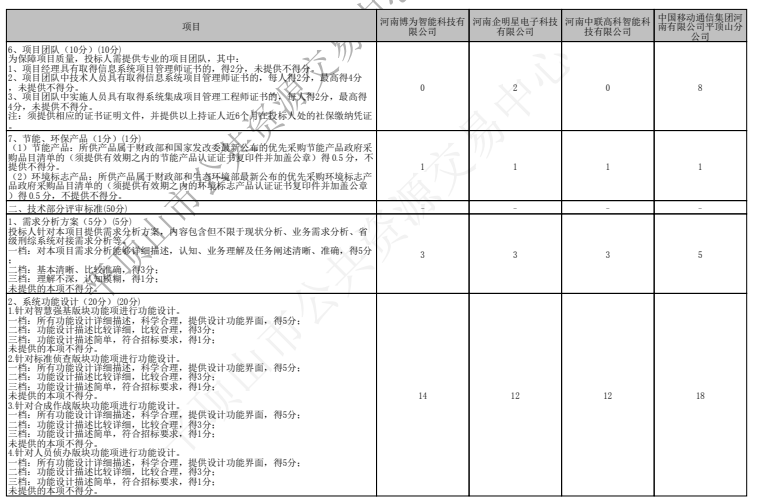 项目
河南博为智能科技有
限公司
河南企明星电子科技
有限公司
河南中联高科智能科
技有限公司
中国移动通信集团河
南有限公司平顶山分
公司
6、项目团队（10分）(10分)
为保障项目质量，投标人需提供专业的项目团队，其中：
1、项目经理具有取得信息系统项目管理师证书的，得2分，未提供不得分。
2、项目团队中技术人员具有取得信息系统项目管理师证书的，每人得2分，最高得4分
，未提供不得分。
3、项目团队中实施人员具有取得系统集成项目管理工程师证书的，每人得2分，最高得
4分，未提供不得分。
注：须提供相应的证书证明文件，并提供以上持证人近6个月在投标人处的社保缴纳凭证
。
0
2
0
8
7、节能、环保产品（1分）(1分)
（1）节能产品：所供产品属于财政部和国家发改委最新公布的优先采购节能产品政府采
购品目清单的（须提供有效期之内的节能产品认证证书复印件并加盖公章）得0.5分，不
提供不得分。
（2）环境标志产品：所供产品属于财政部和生态环境部最新公布的优先采购环境标志产
品政府采购品目清单的（须提供有效期之内的环境标志产品认证证书复印件并加盖公章
）得0.5分，不提供不得分。
1
1
1
1
二、技术部分评审标准(50分)
-
-
-
-
1、需求分析方案（5分）(5分)
投标人针对本项目提供需求分析方案，内容包含但不限于现状分析、业务需求分析、省
级刑综系统对接需求分析等。
一档：对本项目需求分析能够详细描述，认知、业务理解及任务阐述清晰、准确，得5分
；
二档：基本清晰、比较准确，得3分；
三档：理解不深，认知模糊，得1分；
未提供的本项不得分。
3
3
3
5
2、系统功能设计（20分）(20分)
1.针对智慧强基版块功能项进行功能设计。
一档：所有功能设计详细描述，科学合理，提供设计功能界面，得5分；
二档：功能设计描述比较详细，比较合理，得3分；
三档：功能设计描述简单，符合招标要求，得1分；
未提供的本项不得分。
2.针对标准侦查版块功能项进行功能设计。
一档：所有功能设计详细描述，科学合理，提供设计功能界面，得5分；
二档：功能设计描述比较详细，比较合理，得3分；
三档：功能设计描述简单，符合招标要求，得1分；
未提供的本项不得分。
3.针对合成作战版块功能项进行功能设计。
一档：所有功能设计详细描述，科学合理，提供设计功能界面，得5分；
二档：功能设计描述比较详细，比较合理，得3分；
三档：功能设计描述简单，符合招标要求，得1分；
未提供的本项不得分。
4.针对人员侦办版块功能项进行功能设计。
一档：所有功能设计详细描述，科学合理，提供设计功能界面，得5分；
二档：功能设计描述比较详细，比较合理，得3分；
三档：功能设计描述简单，符合招标要求，得1分；
未提供的本项不得分。
14
12
12
18
平顶山市公共资源交易中心
平顶山市公共资源交易中心